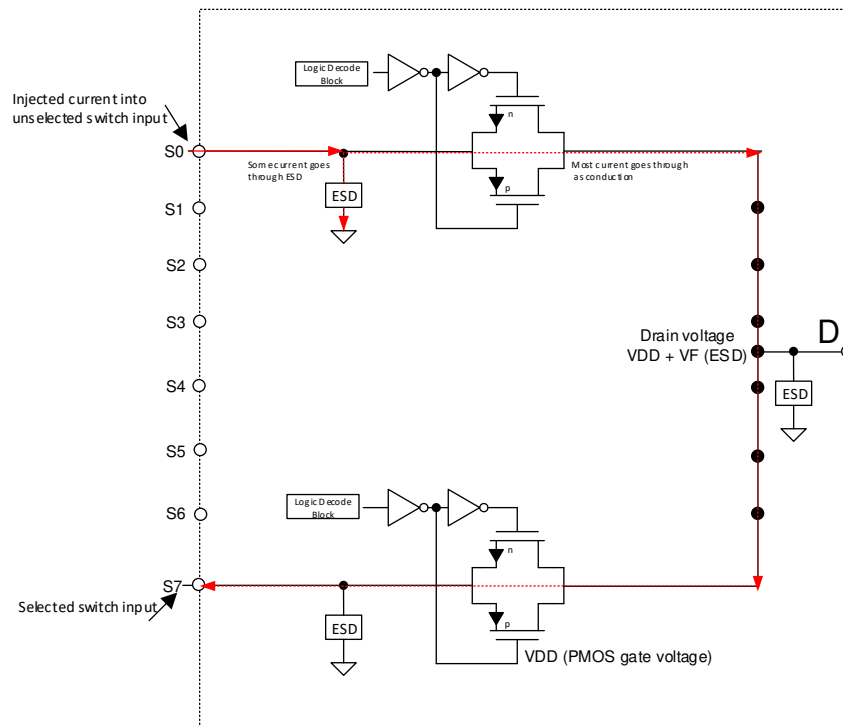 Logic Decode
Block
Injected current into
unselected switch input
n
S0
Some current goes
through ESD
Most current goes through
as conduction
p
ESD
S1
S2
S3
Drain voltage
VDD + VF (ESD)
D
S4
ESD
S5
Logic Decode
Block
S6
n
S7
Selected switch input
p
ESD
VDD (PMOS gate voltage)